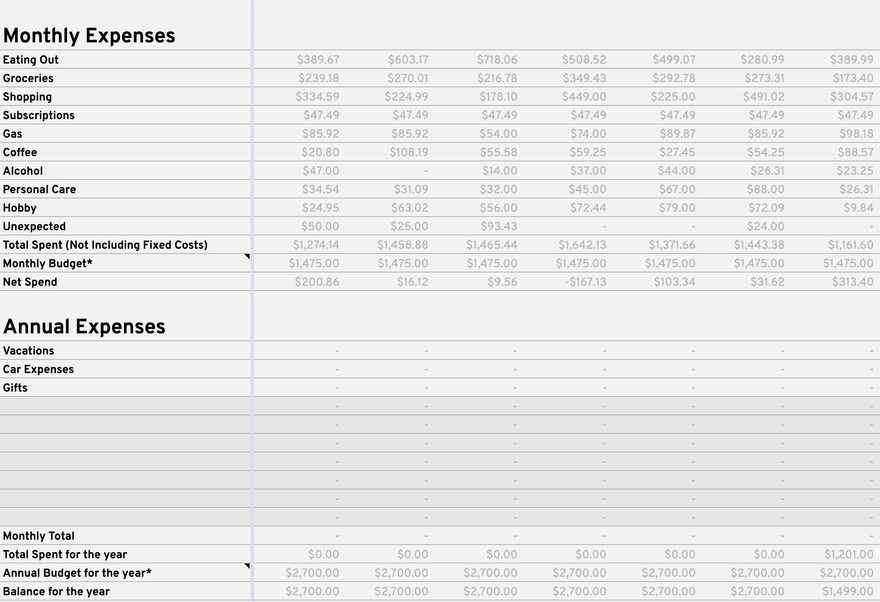 Monthly Expenses
Eating Out $389.67 $603.17 $718.06 $508.52 $499.07 $280.99 $389.99
Groceries $239.18 $270.01 $216.78 $349.43 $292.78 $273.31 $173.40
Shopping $334.59 $224.99 $178.10 $449.00 $225.00 $491.02 $304.57
Subscriptions $47.49 $47.49 $47.49 $47.49 $47.49 $47.49 $47.49
Gas $85.92 $85.92 $54.00 $74.00 $89.87 $85.92 $98.18
Coffee $20.80 $108.19 $55.58 $59.25 $27.45 $54.25 $88.57
Alcohol $47.00 - $14.00 $37.00 $44.00 $26.31 $23.25
Personal Care $34.54 $31.09 $32.00 $45.00 $67.00 $88.00 $26.31
Hobby $24.95 $63.02 $56.00 $72.44 $79.00 $72.09 $9.84
Unexpected $50.00 $25.00 $93.43 - - $24.00 -
Total Spent (Not Including Fixed Costs) $1,274.14 $1,458.88 $1,465.44 $1,642.13 $1,371.66 $1,443.38 $1,161.60
Monthly Budget* $1,475.00 $1,475.00 $1,475.00 $1,475.00 $1,475.00 $1,475.00 $1,475.00
Net Spend $200.86 $16.12 $9.56 -$167.13 $103.34 $31.62 $313.40
Annual Expenses
Vacations - - - - - - -
Car Expenses - - - - - - -
Gifts - - - - - - -
- - - - - - -
- - - - - - -
- - - - - - -
- - - - - - -
- - - - - - -
- - - - - - -
- - - - - - -
Monthly Total - - - - - - -
Total Spent for the year $0.00 $0.00 $0.00 $0.00 $0.00 $0.00 $1,201.00
Annual Budget for the year* $2,700.00 $2,700.00 $2,700.00 $2,700.00 $2,700.00 $2,700.00 $2,700.00
Balance for the year $2,700.00 $2,700.00 $2,700.00 $2,700.00 $2,700.00 $2,700.00 $1,499.00